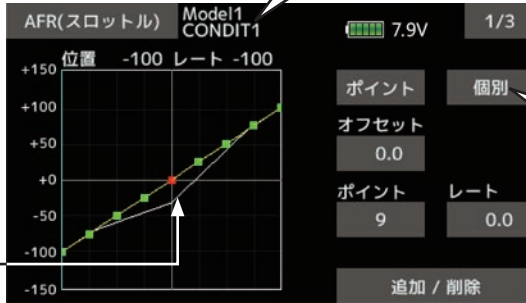 AFR(スロットル)
Model1
CONDIT1
7.9V
1/3
位置 -100 レート -100
+150
+100
+50
+0
-50
-100
-150
ポイント
個別
オフセット
0.0
ポイント
レート
9
0.0
追加 / 削除